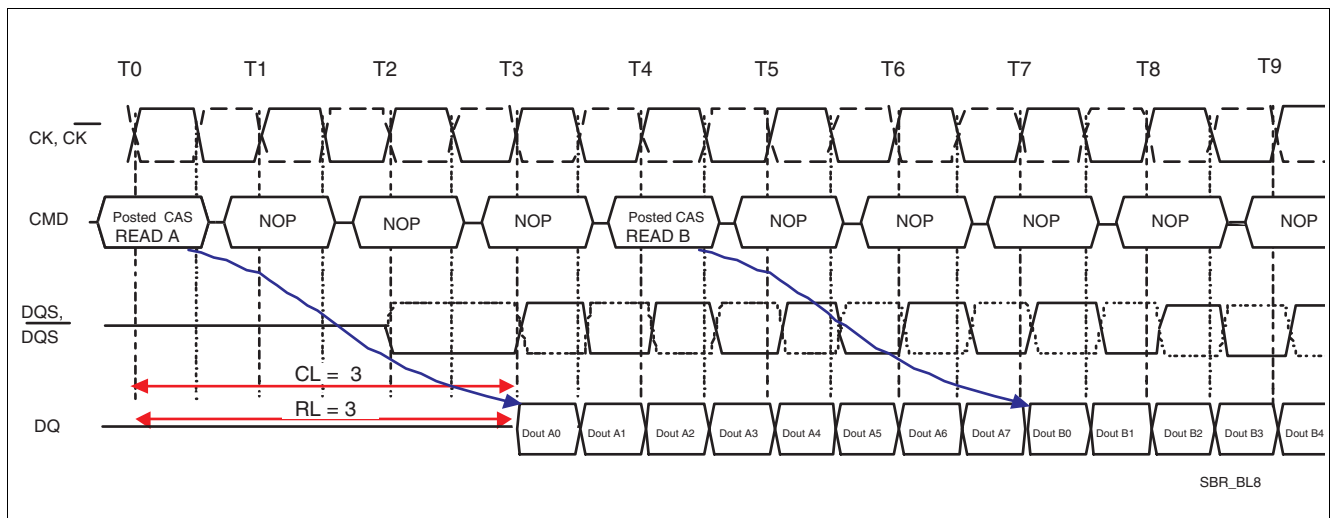 T0 T1 T2 T3 T4 T5 T6 T7 T8 T9
CK, CK
CMD
Posted CAS
READ A
NOP
NOP
NOP
Posted CAS
READ B
NOP
NOP
NOP
NOP
NOP
DQS,
DQS
CL = 3
RL = 3
DQ
Dout A0 Dout A1 Dout A2 Dout A3 Dout A4 Dout A5 Dout A6 Dout A7 Dout B0 Dout B1 Dout B2 Dout B3 Dout B4
SBR_BL8